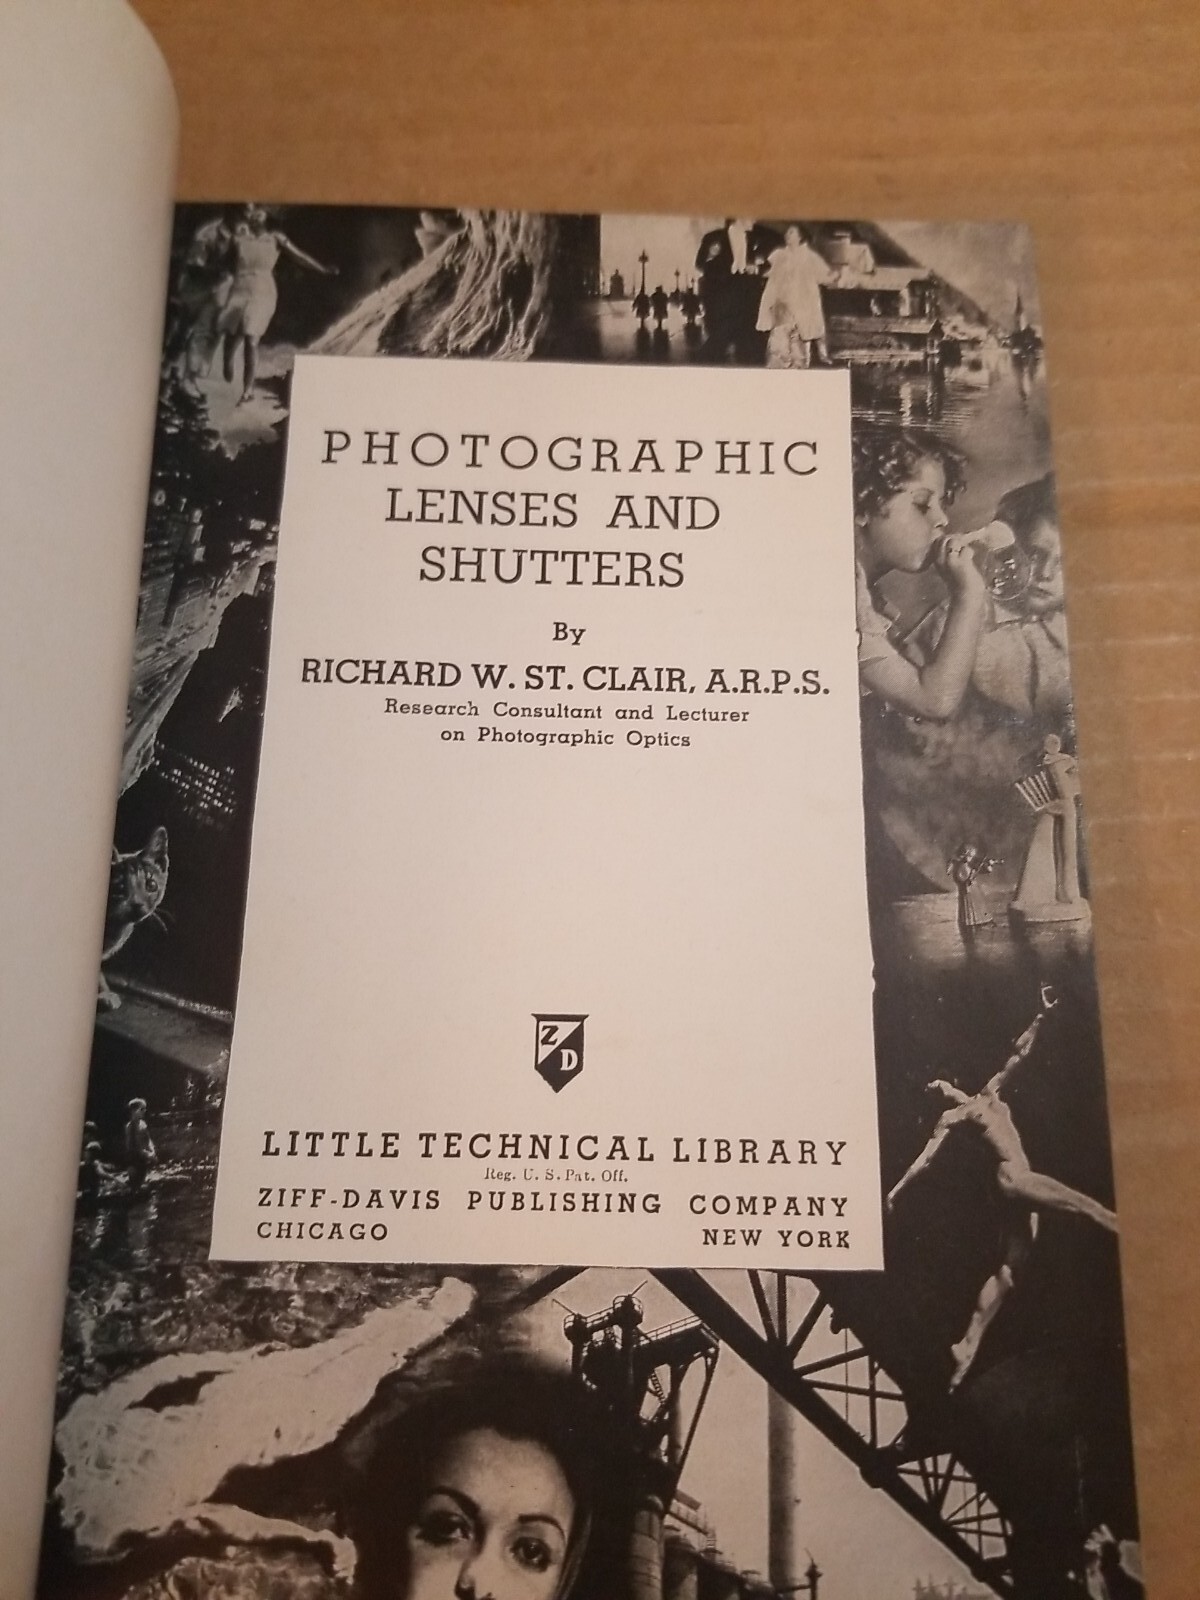 PHOTOGRAPHIC
LENSES AND
SHUTTERS
By
RICHARD W. ST. CLAIR, A.R.P.S.
Research Consultant and Lecturer
on Photographic Optics
Z
D
LITTLE TECHNICAL LIBRARY
Reg. U. S. Pat. Off.
ZIFF-DAVIS PUBLISHING COMPANY
CHICAGO NEW YORK